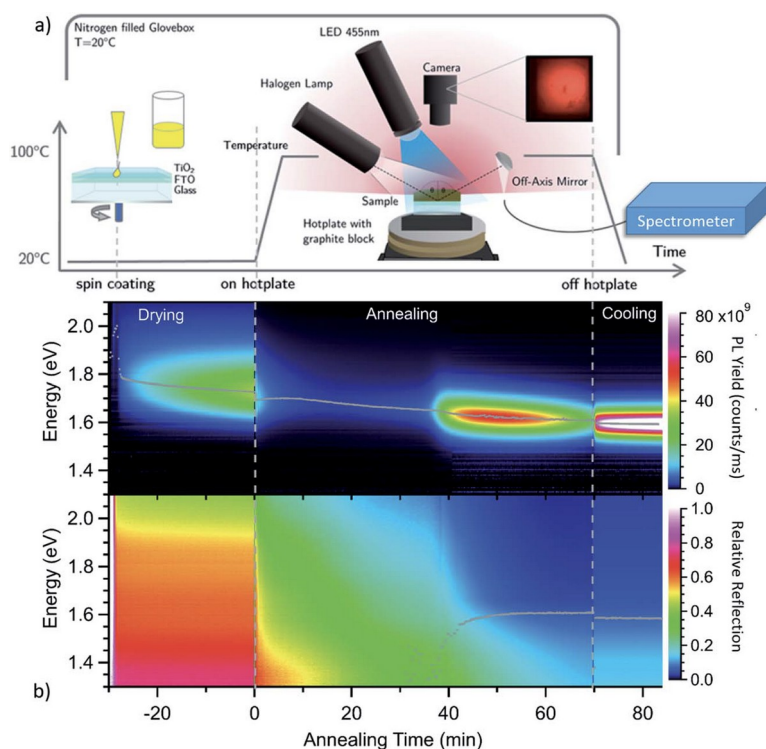 a)
Nitrogen filled Glovebox
T=20°C
LED 455nm
Camera
Halogen Lamp
100°C
Temperature
TiO₂
FTO
Glass
Sample
Off-Axis Mirror
Hotplate with
graphite block
Spectrometer
20°C
Time
spin coating
on hotplate
off hotplate
Drying
Annealing
Cooling
Energy (eV)
2.0
1.8
1.6
1.4
80 x10⁹
60
40
20
0
PL Yield (counts/ms)
Energy (eV)
2.0
1.8
1.6
1.4
1.0
0.8
0.6
0.4
0.2
0.0
Relative Reflection
b)
-20
0
20
40
60
80
Annealing Time (min)